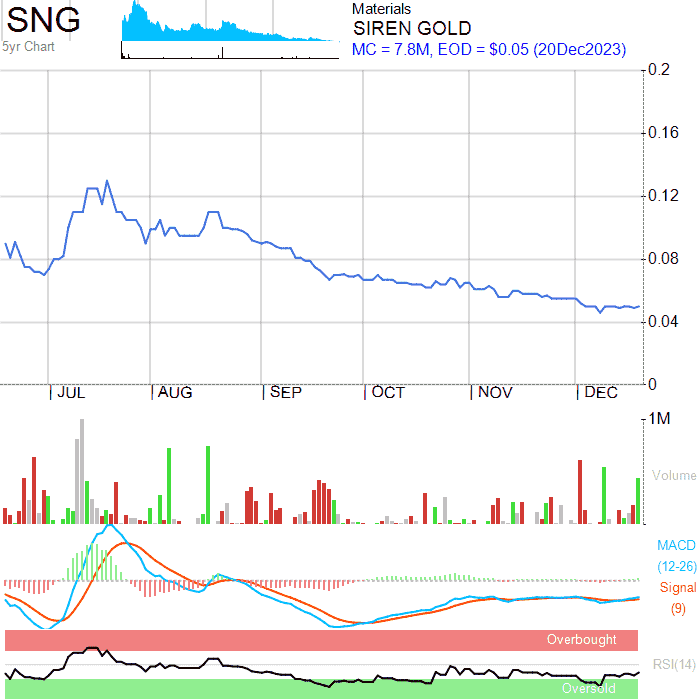 SNG
5yr Chart
Materials
SIREN GOLD
MC = 7.8M, EOD = $0.05 (20Dec2023)
0.2
0.16
0.12
0.08
0.04
0
JUL AUG SEP OCT NOV DEC
1M
Volume
MACD
(12-26)
Signal
(9)
Overbought
RSI(14)
Oversold